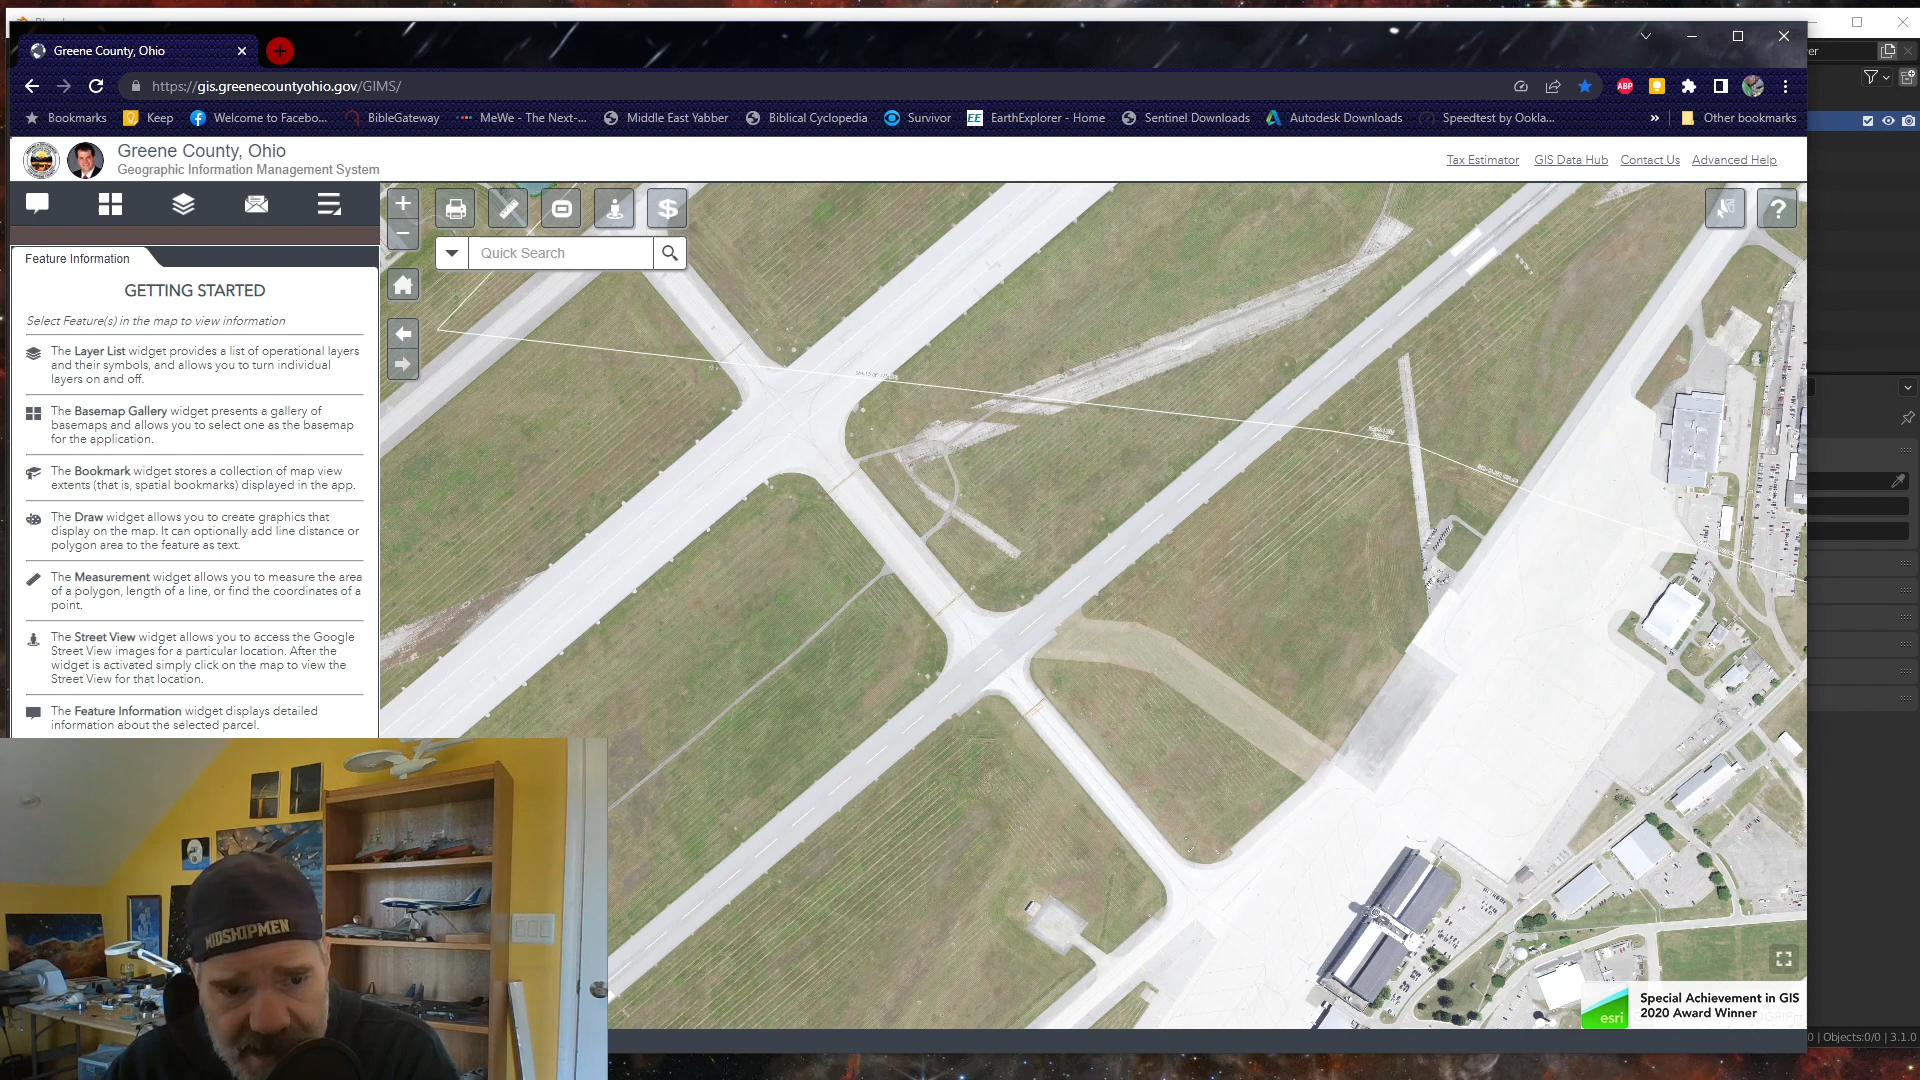 Greene County, Ohio
https://gis.greenecountyohio.gov/GIMS/
ABP
Bookmarks
Keep
Welcome to Facebo...
BibleGateway
MeWe - The Next-...
Middle East Yabber
Biblical Cyclopedia
Survivor
EE
EarthExplorer - Home
Sentinel Downloads
Autodesk Downloads
Speedtest by Ookla...
»
Other bookmarks
Greene County, Ohio
Geographic Information Management System
Tax Estimator
GIS Data Hub
Contact Us
Advanced Help
Quick Search
Feature Information
GETTING STARTED
Select Feature(s) in the map to view information
The Layer List widget provides a list of operational layers
and their symbols, and allows you to turn individual
layers on and off.
The Basemap Gallery widget presents a gallery of
basemaps and allows you to select one as the basemap
for the application.
The Bookmark widget stores a collection of map view
extents (that is, spatial bookmarks) displayed in the app.
The Draw widget allows you to create graphics that
display on the map. It can optionally add line distance or
polygon area to the feature as text.
The Measurement widget allows you to measure the area
of a polygon, length of a line, or find the coordinates of a
point.
The Street View widget allows you to access the Google
Street View images for a particular location. After the
widget is activated simply click on the map to view the
Street View for that location.
The Feature Information widget displays detailed
information about the selected parcel.
MIDSHIPMEN
esri
Special Achievement in GIS
2020 Award Winner
0 | Objects:0/0 | 3.1.0